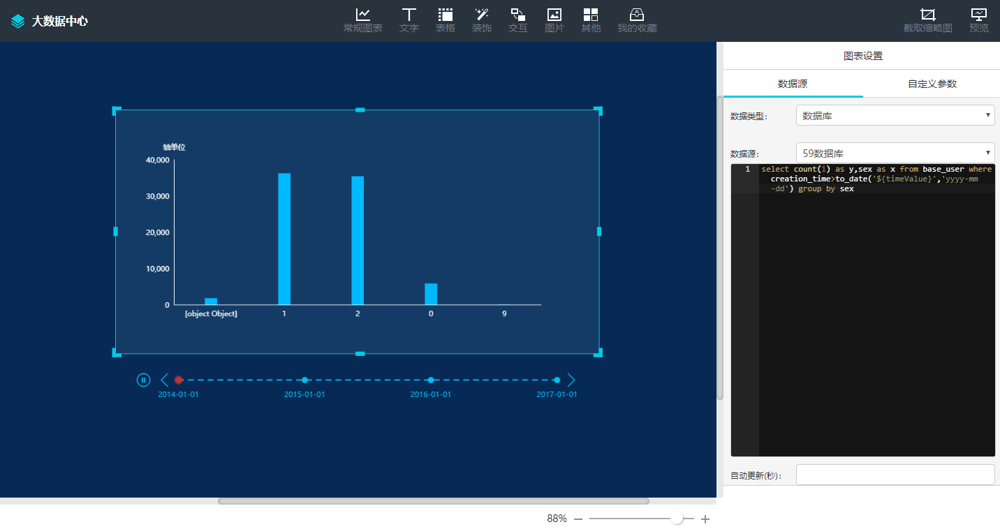 大数据中心
常规图表
文字
表格
装饰
交互
图片
其他
我的收藏
截取缩略图
预览
图表设置
数据源
自定义参数
数据类型:
数据库
数据源:
59数据库
1 select count(1) as y,sex as x from base_user where
creation_time>to_date('${timeValue}','yyyy-mm
-dd') group by sex
自动更新(秒):
轴单位
40,000
30,000
20,000
10,000
0
[object Object]
1
2
0
9
2014-01-01
2015-01-01
2016-01-01
2017-01-01
88%